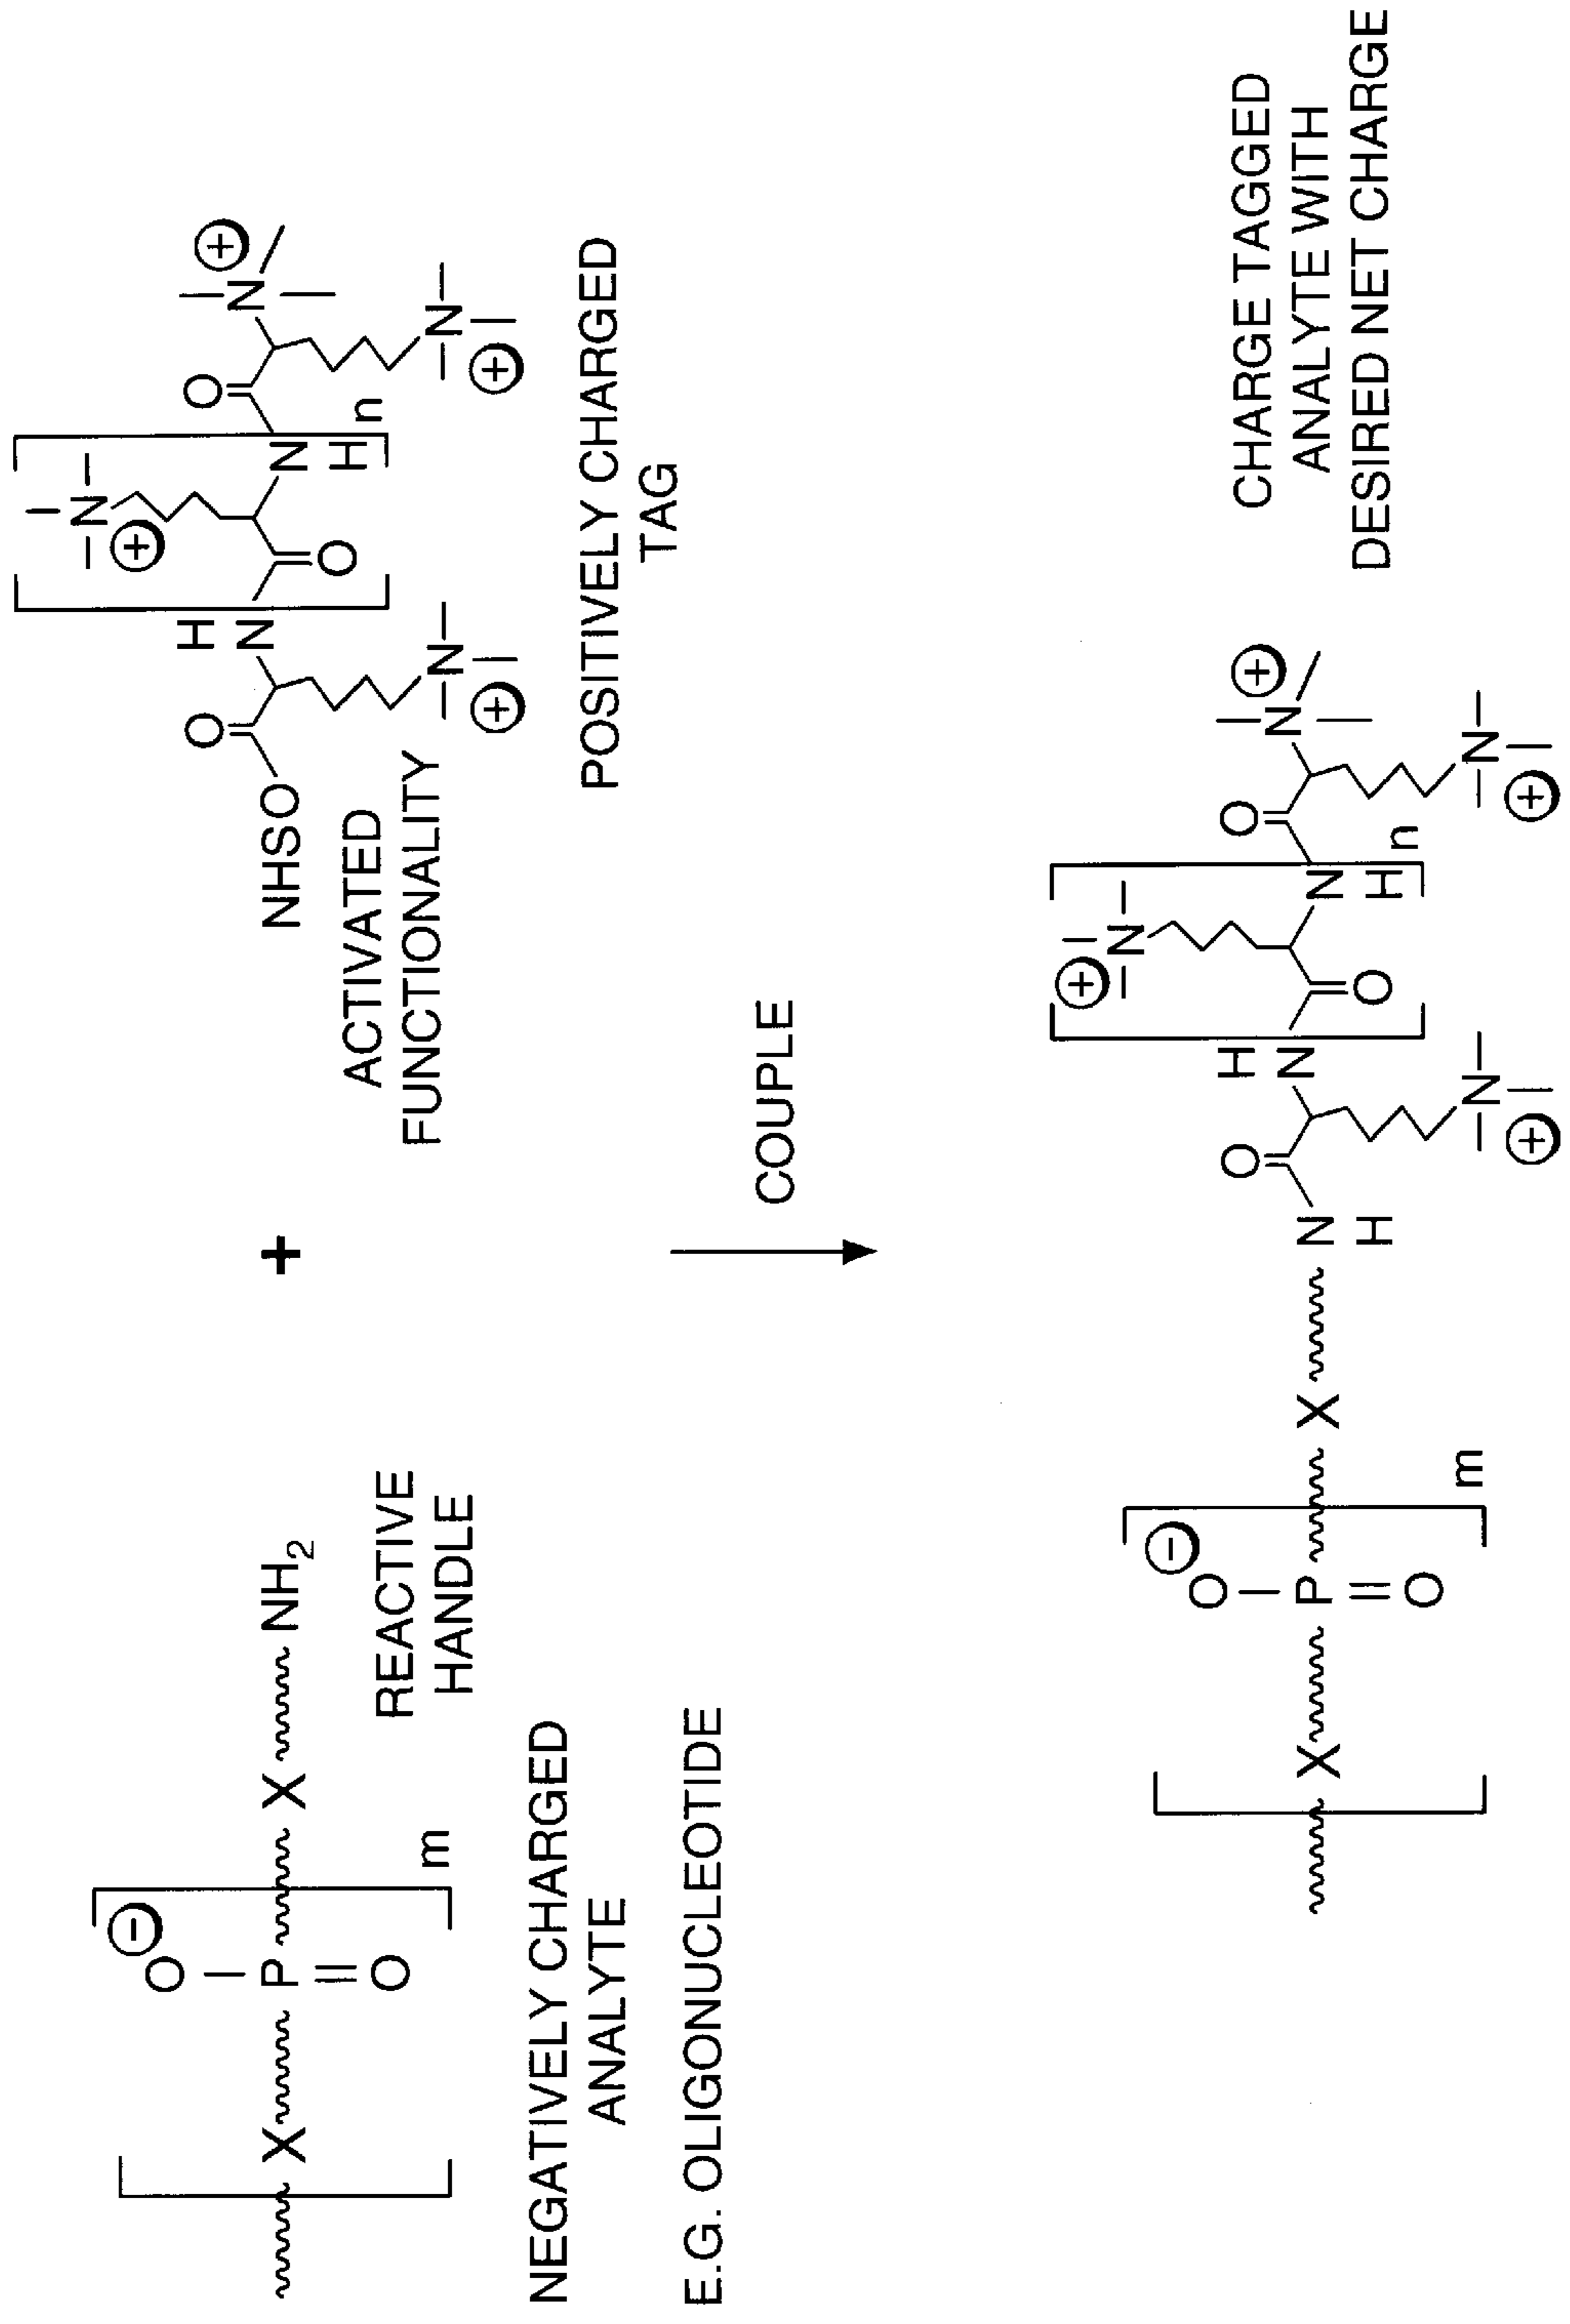 ⊖
O
X P X NH₂
O
m
REACTIVE
HANDLE
NEGATIVELY CHARGED
ANALYTE
E.G. OLIGONUCLEOTIDE
+
NHSO
O
H
N
N
⊕
N
⊕
O
N
H
n
O
N
⊕
N
⊕
ACTIVATED
FUNCTIONALITY
POSITIVELY CHARGED
TAG
COUPLE
⊖
O
X P X N
H
O
m
O
H
N
N
⊕
N
⊕
O
N
H
n
O
N
⊕
N
⊕
CHARGE TAGGED
ANALYTE WITH
DESIRED NET CHARGE